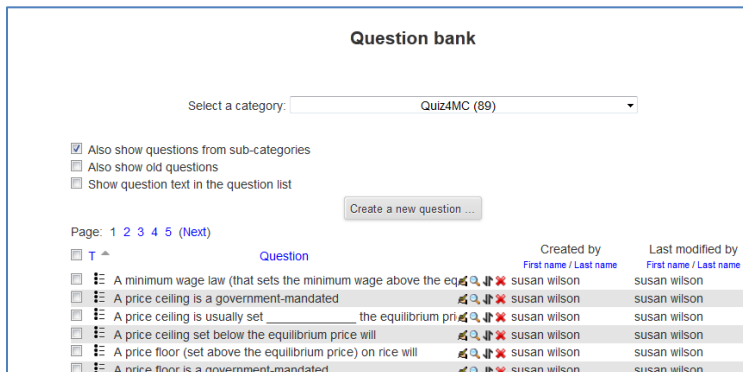 Question bank
Select a category: Quiz4MC (89)
Also show questions from sub-categories
Also show old questions
Show question text in the question list
Create a new question ...
Page: 1 2 3 4 5 (Next)
T Question Created by Last modified by
First name / Last name First name / Last name
A minimum wage law (that sets the minimum wage above the eq susan wilson susan wilson
A price ceiling is a government-mandated susan wilson susan wilson
A price ceiling is usually set _____________ the equilibrium pri susan wilson susan wilson
A price ceiling set below the equilibrium price will susan wilson susan wilson
A price floor (set above the equilibrium price) on rice will susan wilson susan wilson
A price floor is a government-mandated susan wilson susan wilson